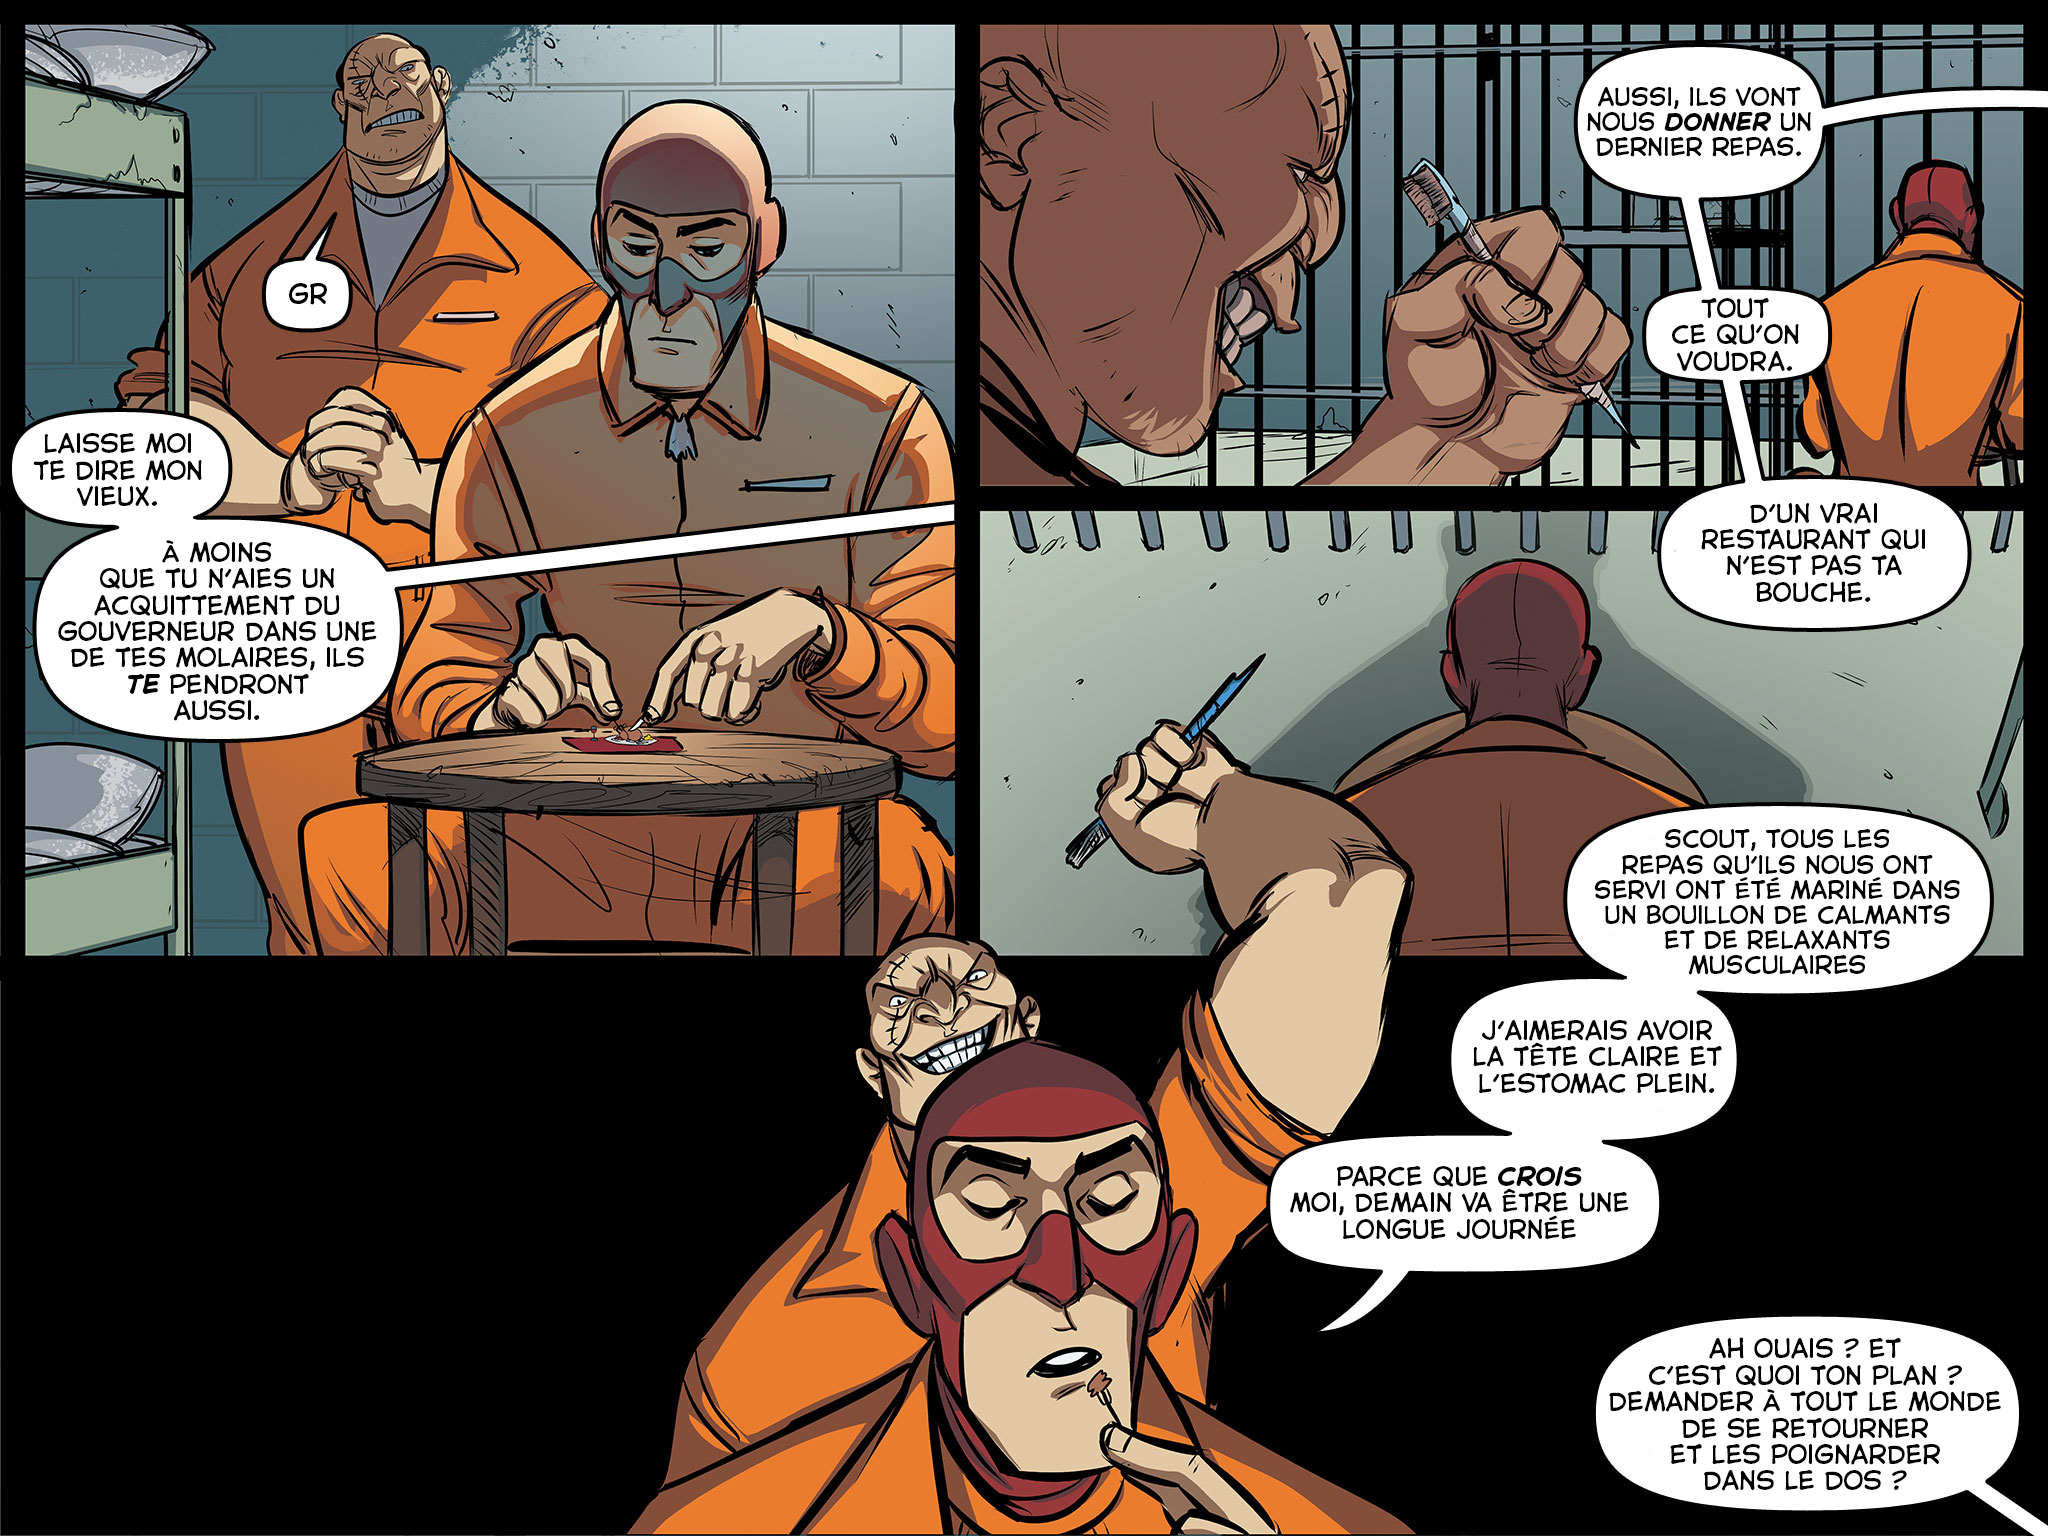 GR
LAISSE MOI
TE DIRE MON
VIEUX.
À MOINS
QUE TU N'AIES UN
ACQUITTEMENT DU
GOUVERNEUR DANS UNE
DE TES MOLAIRES, ILS
TE PENDRONT
AUSSI.
AUSSI, ILS VONT
NOUS DONNER UN
DERNIER REPAS.
TOUT
CE QU'ON
VOUDRA.
D'UN VRAI
RESTAURANT QUI
N'EST PAS TA
BOUCHE.
SCOUT, TOUS LES
REPAS QU'ILS NOUS ONT
SERVI ONT ÉTÉ MARINÉ DANS
UN BOUILLON DE CALMANTS
ET DE RELAXANTS
MUSCULAIRES
J'AIMERAIS AVOIR
LA TÊTE CLAIRE ET
L'ESTOMAC PLEIN.
PARCE QUE CROIS
MOI, DEMAIN VA ÊTRE UNE
LONGUE JOURNÉE
AH OUAIS ? ET
C'EST QUOI TON PLAN ?
DEMANDER À TOUT LE MONDE
DE SE RETOURNER
ET LES POIGNARDER
DANS LE DOS ?